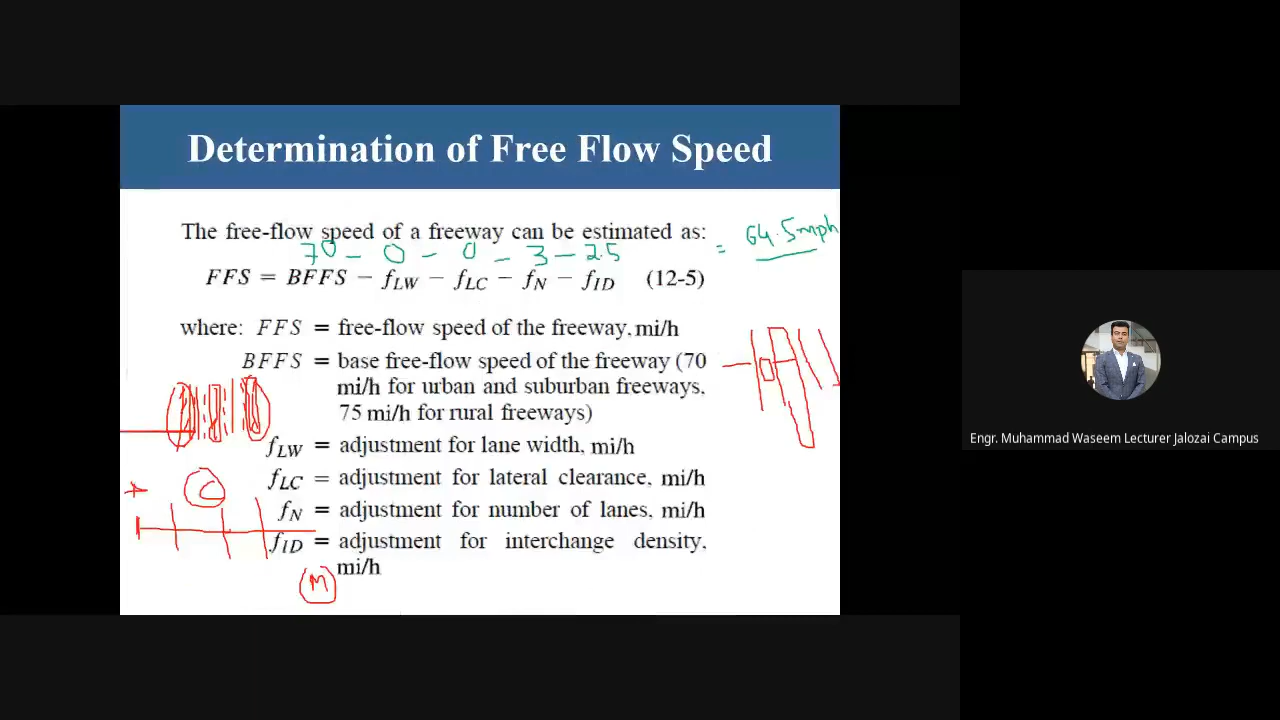 Determination of Free Flow Speed
The free-flow speed of a freeway can be estimated as:
70 - 0 - 0 - 3 - 2.5 = 64.5mph
FFS = BFFS − fLW − fLC − fN − fID (12-5)
where: FFS = free-flow speed of the freeway, mi/h
BFFS = base free-flow speed of the freeway (70
mi/h for urban and suburban freeways,
75 mi/h for rural freeways)
fLW = adjustment for lane width, mi/h
fLC = adjustment for lateral clearance, mi/h
C
fN = adjustment for number of lanes, mi/h
fID = adjustment for interchange density,
mi/h
M
Engr. Muhammad Waseem Lecturer Jalozai Campus